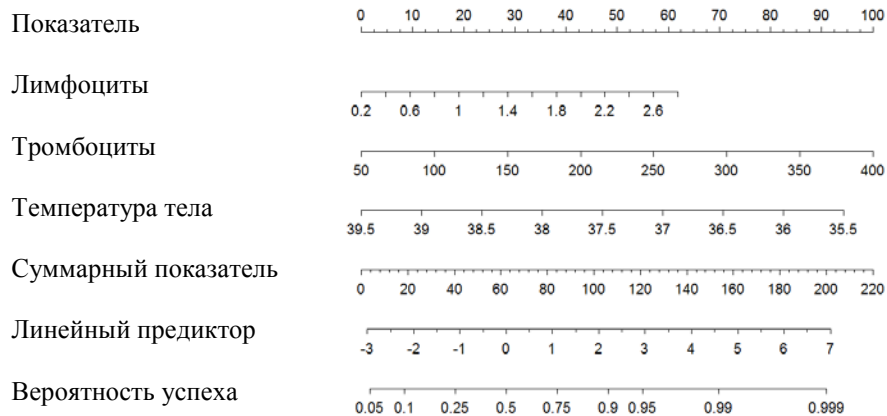 Показатель 0 10 20 30 40 50 60 70 80 90 100
Лимфоциты
0.2 0.6 1 1.4 1.8 2.2 2.6
Тромбоциты
50 100 150 200 250 300 350 400
Температура тела
39.5 39 38.5 38 37.5 37 36.5 36 35.5
Суммарный показатель
0 20 40 60 80 100 120 140 160 180 200 220
Линейный предиктор
-3 -2 -1 0 1 2 3 4 5 6 7
Вероятность успеха
0.05 0.1 0.25 0.5 0.75 0.9 0.95 0.99 0.999